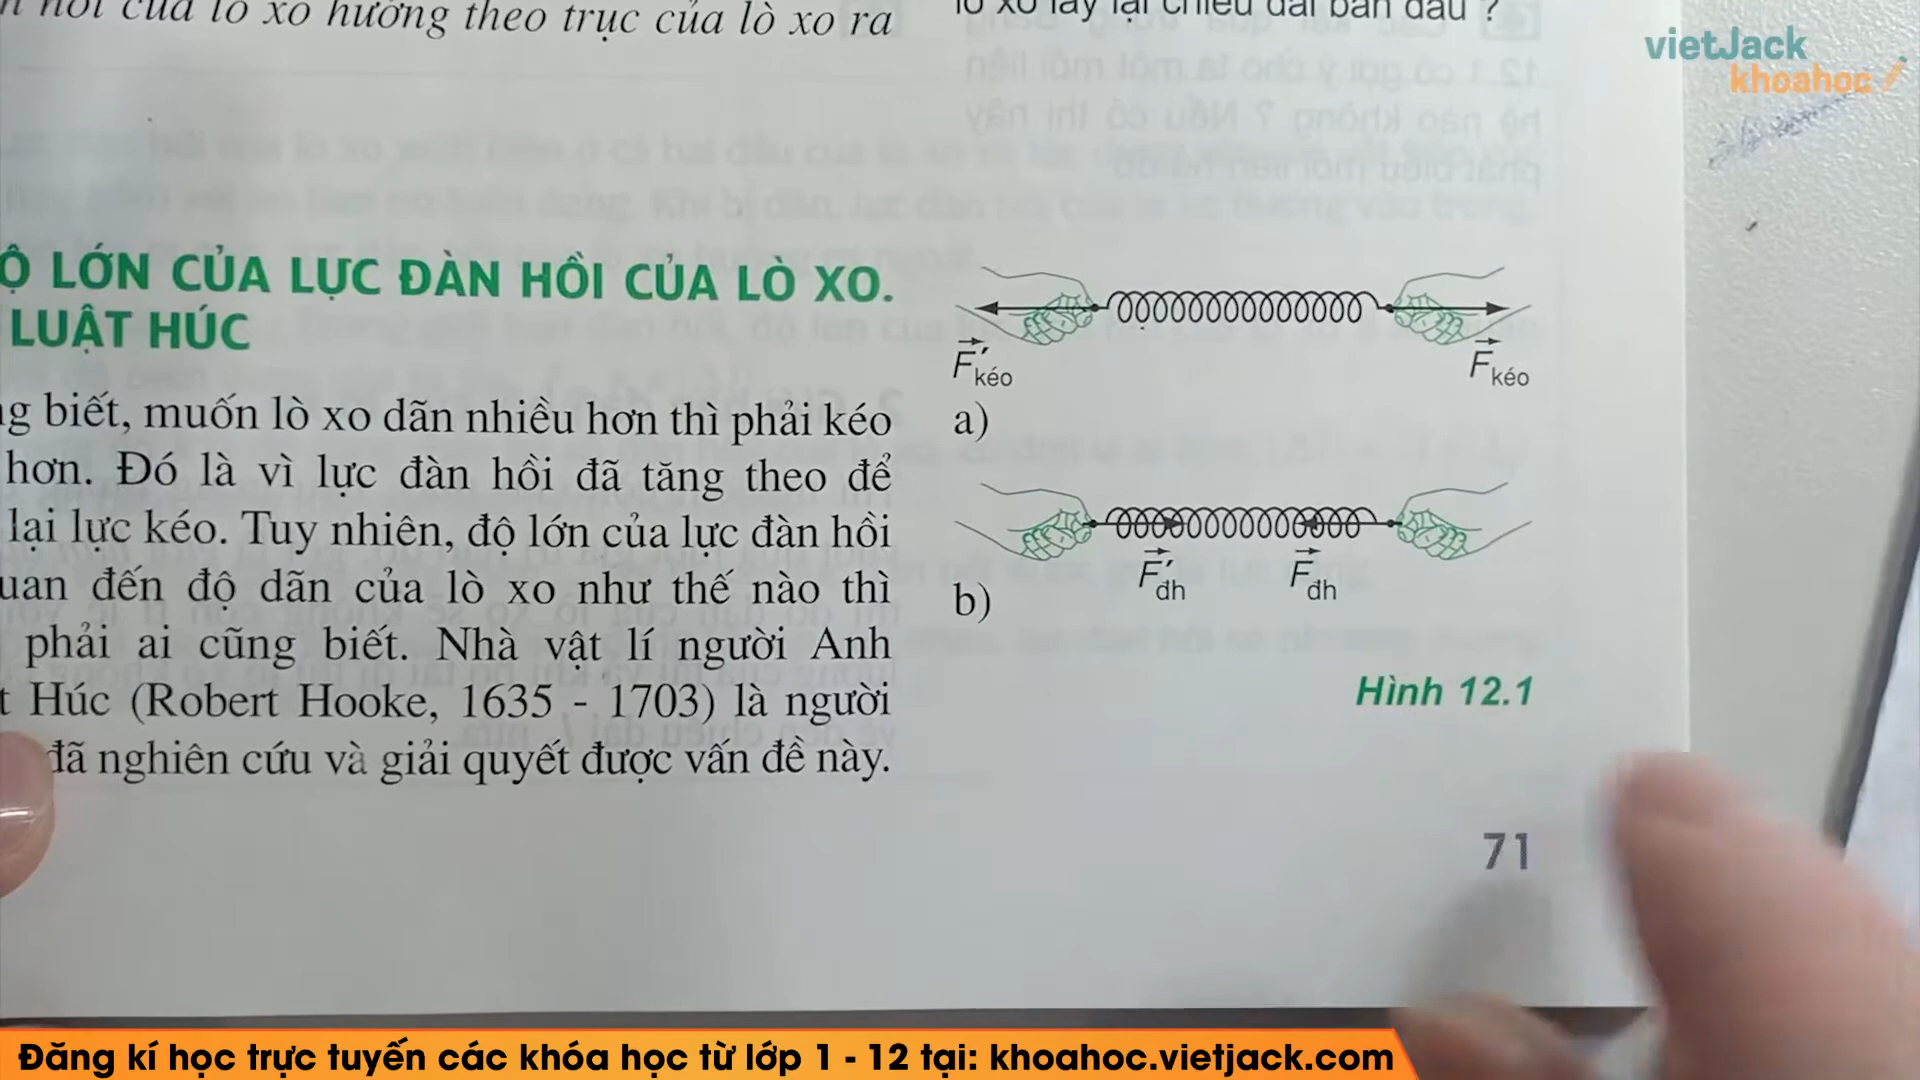 của lò xo hướng theo trục của lò xo ra
lò xo lấy lại chiều dài ban đầu ?
vietJack
khoahoc
LỚN CỦA LỰC ĐÀN HỒI CỦA LÒ XO.
LUẬT HÚC
biết, muốn lò xo dãn nhiều hơn thì phải kéo
hơn. Đó là vì lực đàn hồi đã tăng theo để
lại lực kéo. Tuy nhiên, độ lớn của lực đàn hồi
đến độ dãn của lò xo như thế nào thì
phải ai cũng biết. Nhà vật lí người Anh
Húc (Robert Hooke, 1635 - 1703) là người
đã nghiên cứu và giải quyết được vấn đề này.
F′kéo
Fkéo
a)
F′đh
Fđh
b)
Hình 12.1
71
Đăng kí học trực tuyến các khóa học từ lớp 1 - 12 tại: khoahoc.vietjack.com